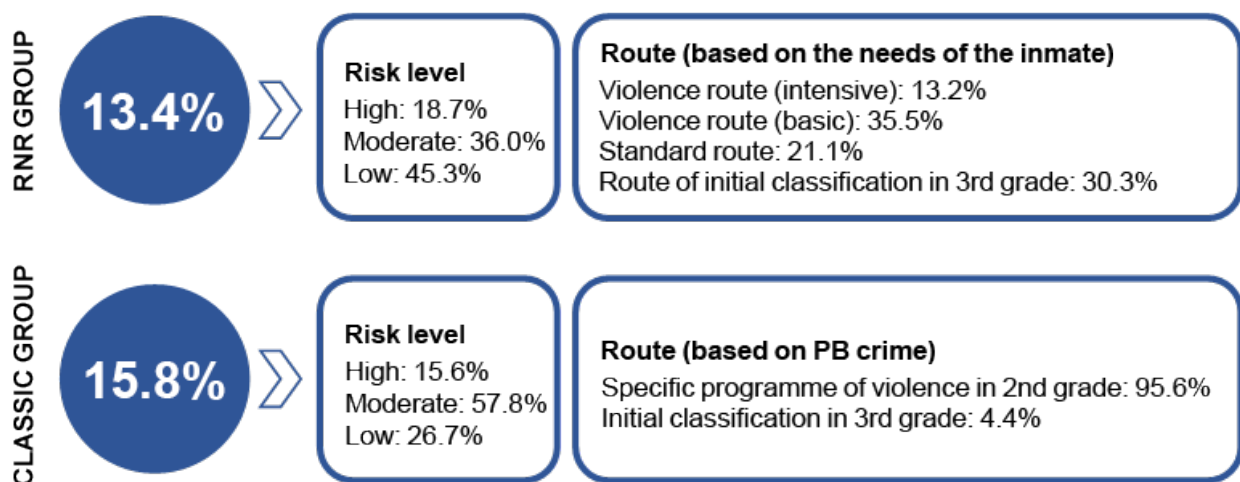 RNR GROUP
13.4%
Risk level
High: 18.7%
Moderate: 36.0%
Low: 45.3%
Route (based on the needs of the inmate)
Violence route (intensive): 13.2%
Violence route (basic): 35.5%
Standard route: 21.1%
Route of initial classification in 3rd grade: 30.3%
CLASSIC GROUP
15.8%
Risk level
High: 15.6%
Moderate: 57.8%
Low: 26.7%
Route (based on PB crime)
Specific programme of violence in 2nd grade: 95.6%
Initial classification in 3rd grade: 4.4%